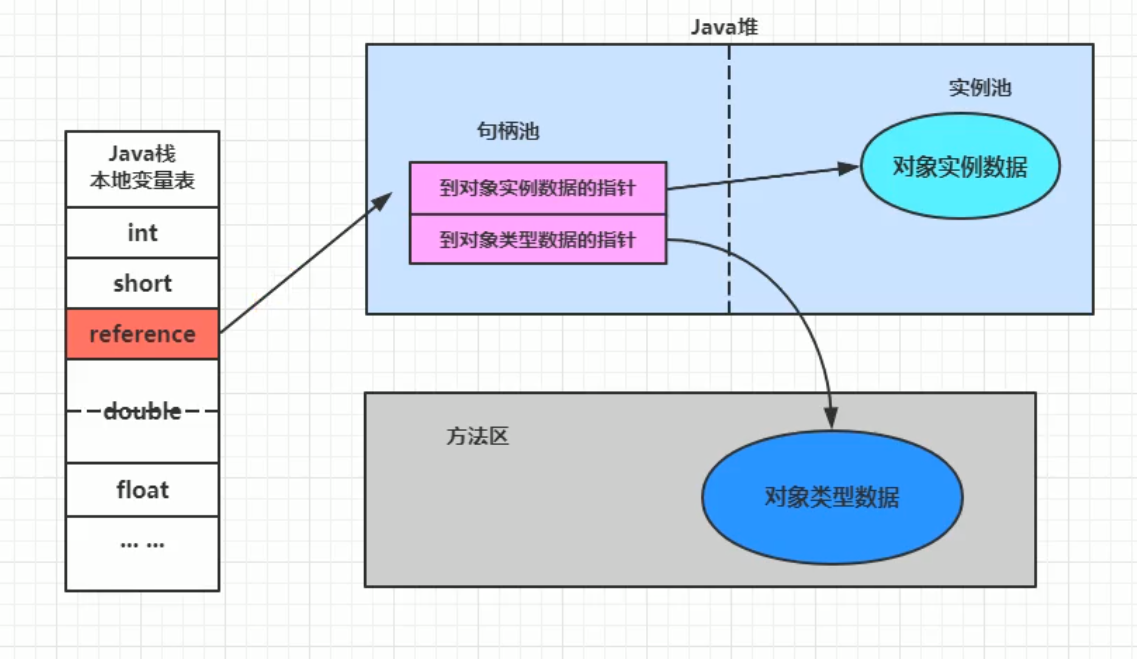 Java堆
实例池
句柄池
到对象实例数据的指针
到对象类型数据的指针
对象实例数据
Java栈
本地变量表
int
short
reference
double
float
... ...
方法区
对象类型数据